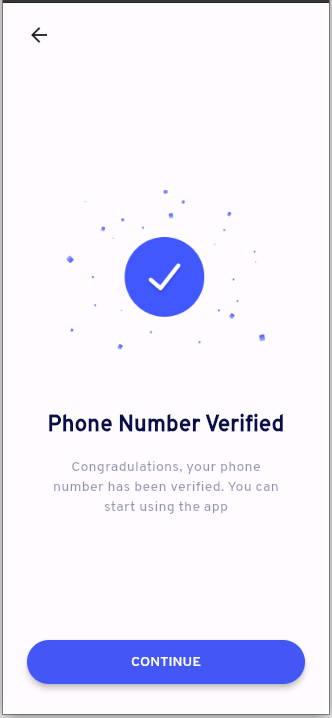 Phone Number Verified
Congradulations, your phone
number has been verified. You can
start using the app
CONTINUE